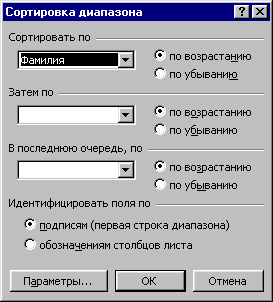 Сортировка диапазона
Сортировать по
Фамилия
по возрастанию
по убыванию
Затем по
по возрастанию
по убыванию
В последнюю очередь, по
по возрастанию
по убыванию
Идентифицировать поля по
подписям (первая строка диапазона)
обозначениям столбцов листа
Параметры... OK Отмена